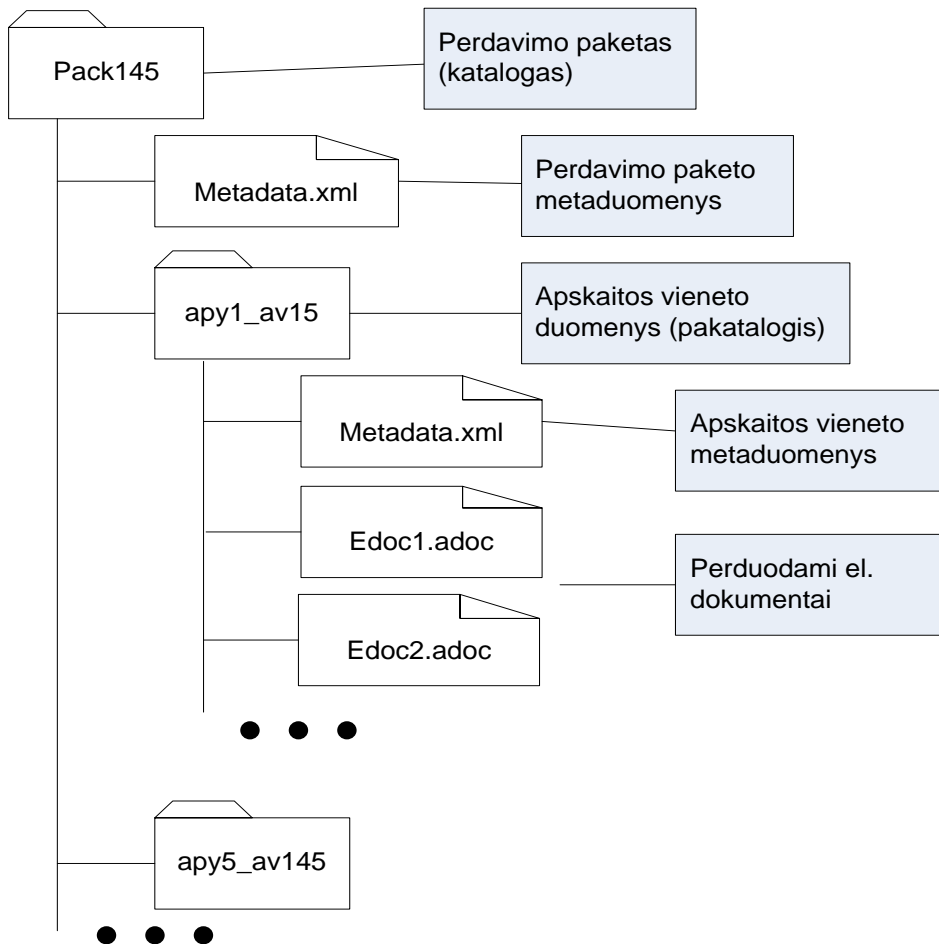 Pack145
Perdavimo paketas
(katalogas)
Metadata.xml
Perdavimo paketo
metaduomenys
apy1_av15
Apskaitos vieneto
duomenys (pakatalogis)
Metadata.xml
Apskaitos vieneto
metaduomenys
Edoc1.adoc
Perduodami el.
dokumentai
Edoc2.adoc
apy5_av145